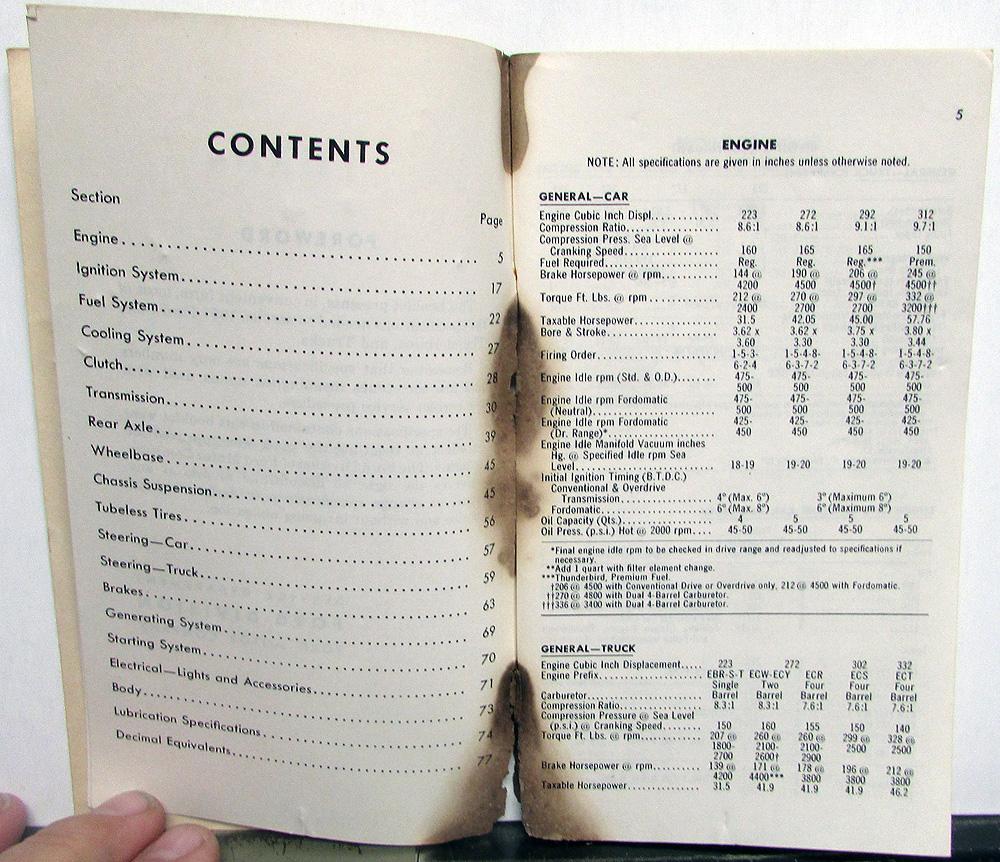 CONTENTS
Section
Page
Engine 5
Ignition System 17
Fuel System 22
Cooling System 27
Clutch 28
Transmission 30
Rear Axle 39
Wheelbase 45
Chassis Suspension 45
Tubeless Tires 56
Steering—Car 57
Steering—Truck 59
Brakes 63
Generating System 69
Starting System 70
Electrical—Lights and Accessories 71
Body 73
Lubrication Specifications 74
Decimal Equivalents 77
5
ENGINE
NOTE: All specifications are given in inches unless otherwise noted.
GENERAL—CAR
Engine Cubic Inch Displ. 223 272 292 312
Compression Ratio 8.6:1 8.6:1 9.1:1 9.7:1
Compression Press. Sea Level @
Cranking Speed 160 165 165 150
Fuel Required Reg. Reg. Reg.*** Prem.
Brake Horsepower @ rpm 144 @ 190 @ 206 @ 245 @
4200 4500 4500† 4500††
Torque Ft. Lbs. @ rpm 212 @ 270 @ 297 @ 332 @
2400 2700 2700 3200†††
Taxable Horsepower 31.5 42.05 45.00 57.76
Bore & Stroke 3.62 x 3.62 x 3.75 x 3.80 x
3.60 3.30 3.30 3.44
Firing Order 1-5-3- 1-5-4-8- 1-5-4-8- 1-5-4-8-
6-2-4 6-3-7-2 6-3-7-2 6-3-7-2
Engine Idle rpm (Std. & O.D.) 475- 475- 475- 475-
500 500 500 500
Engine Idle rpm Fordomatic 475- 475- 475- 475-
(Neutral) 500 500 500 500
Engine Idle rpm Fordomatic 425- 425- 425- 425-
(Dr. Range)* 450 450 450 450
Engine Idle Manifold Vacuum inches
Hg. @ Specified Idle rpm Sea
Level 18-19 19-20 19-20 19-20
Initial Ignition Timing (B.T.D.C.)
Conventional & Overdrive
Transmission 4° (Max. 6°) 3° (Maximum 6°)
Fordomatic 6° (Max. 8°) 6° (Maximum 8°)
Oil Capacity (Qts.) 4 5 5 5
Oil Press. (p.s.i.) Hot @ 2000 rpm 45-50 45-50 45-50 45-50
*Final engine idle rpm to be checked in drive range and readjusted to specifications if
necessary.
**Add 1 quart with filter element change.
***Thunderbird, Premium Fuel.
†206 @ 4500 with Conventional Drive or Overdrive only, 212 @ 4500 with Fordomatic.
††270 @ 4800 with Dual 4-Barrel Carburetor.
†††336 @ 3400 with Dual 4-Barrel Carburetor.
GENERAL—TRUCK
Engine Cubic Inch Displacement 223 272 302 332
Engine Prefix EBR-S-T ECW-ECY ECR ECS ECT
Single Two Four Four Four
Carburetor Barrel Barrel Barrel Barrel Barrel
Compression Ratio 8.3:1 8.3:1 7.6:1 7.6:1 7.6:1
Compression Pressure @ Sea Level
(p.s.i.) @ Cranking Speed 150 160 155 150 140
Torque Ft. Lbs. @ rpm 207 @ 260 @ 260 @ 299 @ 328 @
1800- 2100- 2100- 2500 2500
2700 2600† 2900
Brake Horsepower @ rpm 139 @ 171 @ 178 @ 196 @ 212 @
4200 4400*** 3800 3800 3800
Taxable Horsepower 31.5 41.9 41.9 41.9 46.2